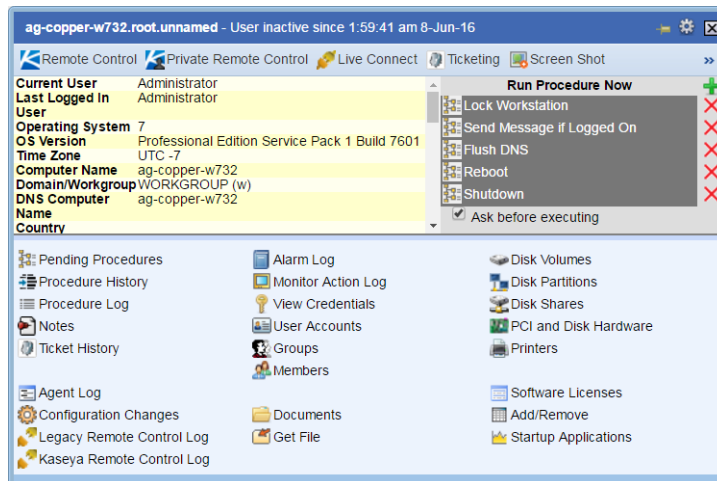 ag-copper-w732.root.unnamed - User inactive since 1:59:41 am 8-Jun-16
Remote Control Private Remote Control Live Connect Ticketing Screen Shot »
Current User Administrator
Last Logged In User Administrator
Operating System 7
OS Version Professional Edition Service Pack 1 Build 7601
Time Zone UTC -7
Computer Name ag-copper-w732
Domain/Workgroup WORKGROUP (w)
DNS Computer Name ag-copper-w732
Country
Run Procedure Now
Lock Workstation
Send Message if Logged On
Flush DNS
Reboot
Shutdown
Ask before executing
Pending Procedures
Procedure History
Procedure Log
Notes
Ticket History
Agent Log
Configuration Changes
Legacy Remote Control Log
Kaseya Remote Control Log
Alarm Log
Monitor Action Log
View Credentials
User Accounts
Groups
Members
Documents
Get File
Disk Volumes
Disk Partitions
Disk Shares
PCI and Disk Hardware
Printers
Software Licenses
Add/Remove
Startup Applications